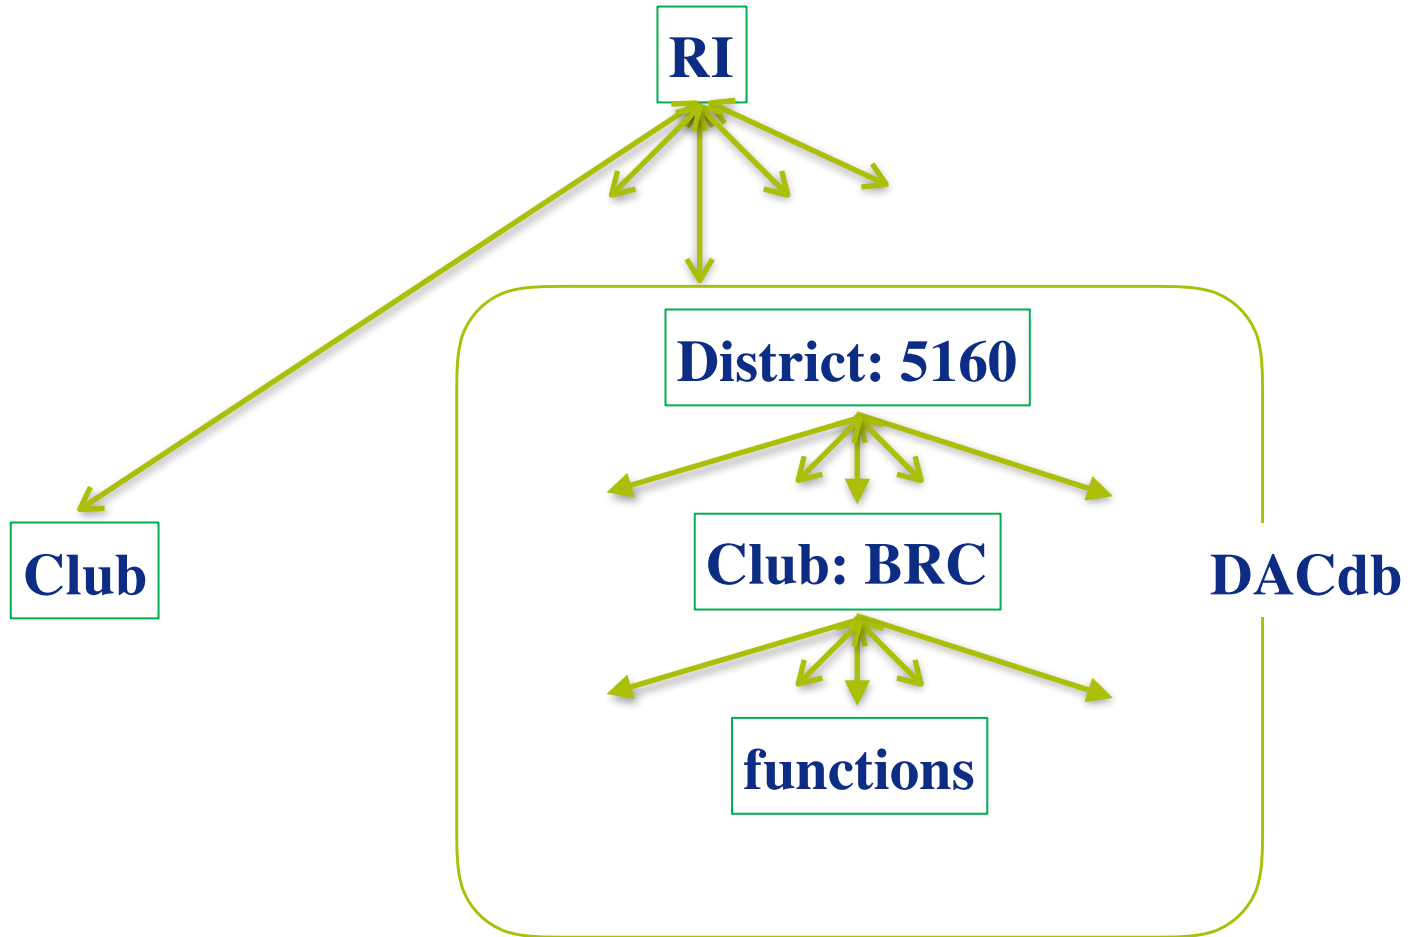 RI
District: 5160
Club: BRC
Club
DACdb
functions